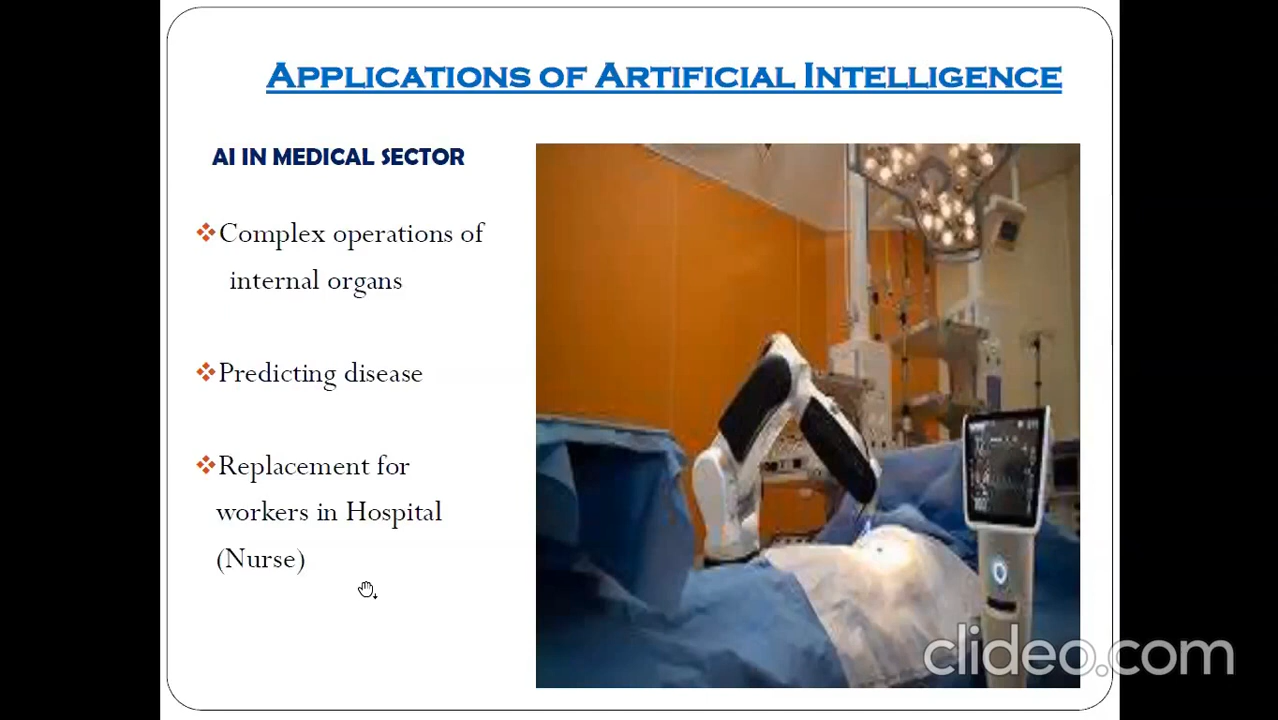 APPLICATIONS OF ARTIFICIAL INTELLIGENCE
AI IN MEDICAL SECTOR
Complex operations of
internal organs
Predicting disease
Replacement for
workers in Hospital
(Nurse)
clideo.com